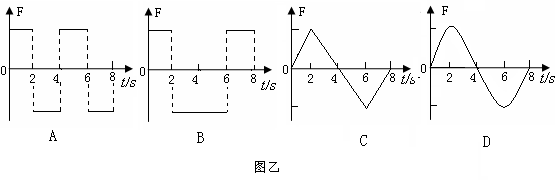 F F F F
0 2 4 6 8 t/s 0 2 4 6 8 t/s 0 2 4 6 8 t/s 0 2 4 6 8 t/s
A B C D
图乙